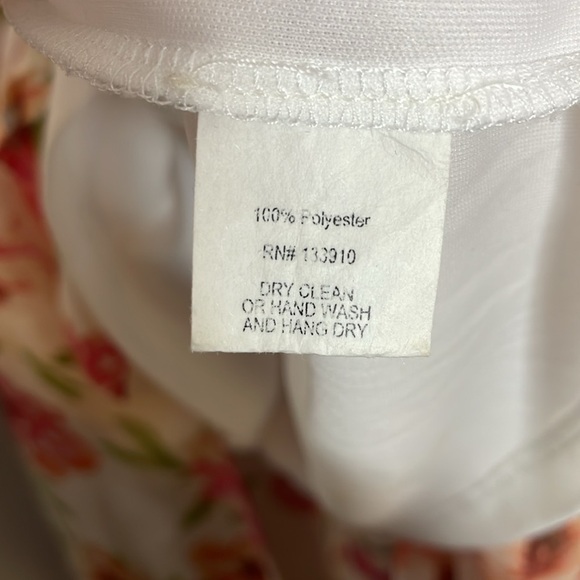 100% Polyester
RN# 133910
DRY CLEAN
OR HAND WASH
AND HANG DRY